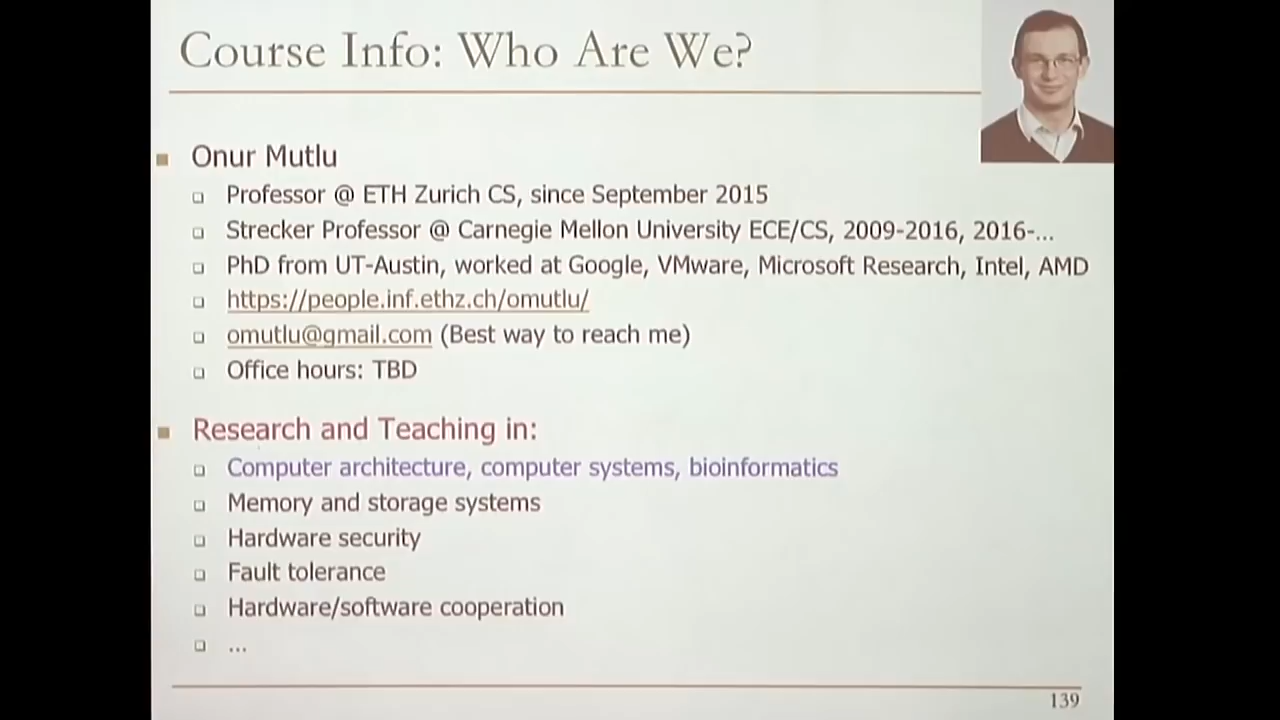 Course Info: Who Are We?
Onur Mutlu
Professor @ ETH Zurich CS, since September 2015
Strecker Professor @ Carnegie Mellon University ECE/CS, 2009-2016, 2016-...
PhD from UT-Austin, worked at Google, VMware, Microsoft Research, Intel, AMD
https://people.inf.ethz.ch/omutlu/
omutlu@gmail.com (Best way to reach me)
Office hours: TBD
Research and Teaching in:
Computer architecture, computer systems, bioinformatics
Memory and storage systems
Hardware security
Fault tolerance
Hardware/software cooperation
...
139